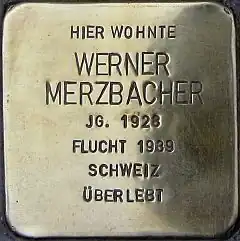 HIER WOHNTE
WERNER
MERZBACHER
JG. 1928
FLUCHT 1939
SCHWEIZ
ÜBERLEBT